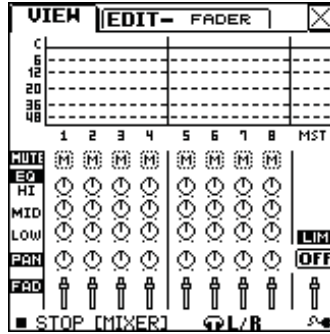 VIEW EDIT- FADER
C
6
12
20
36
48
1 2 3 4 5 6 7 8 MST
MUTE M M M M M M M M
EQ
HI
MID
LOW LIM
PAN OFF
FAD
STOP [MIXER] L/R